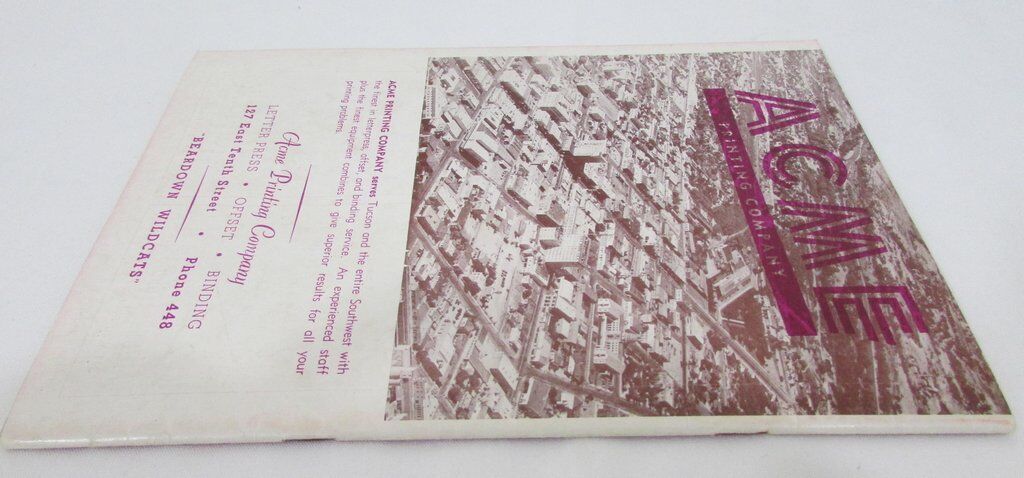 ACME
PRINTING COMPANY
ACME PRINTING COMPANY serves Tucson and the entire Southwest with
the finest in letterpress, offset, and binding service. An experienced staff
plus the finest equipment combines to give superior results for all your
printing problems.
Acme Printing Company
LETTER PRESS • OFFSET • BINDING
127 East Tenth Street • Phone 448
"BEARDOWN WILDCATS"